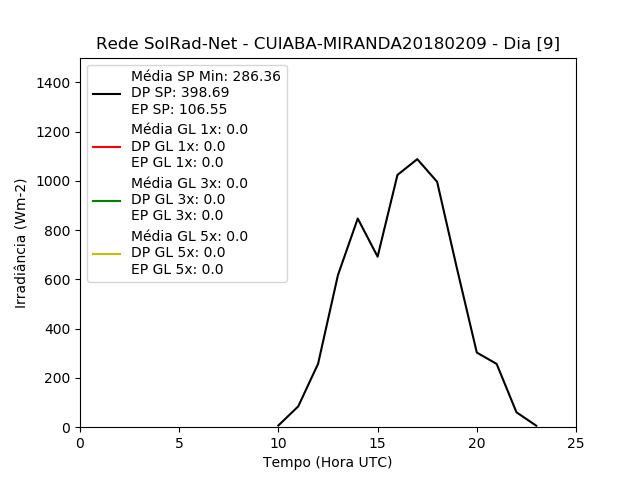 Rede SolRad-Net - CUIABA-MIRANDA20180209 - Dia [9]
Média SP Min: 286.36
DP SP: 398.69
EP SP: 106.55
Média GL 1x: 0.0
DP GL 1x: 0.0
EP GL 1x: 0.0
Média GL 3x: 0.0
DP GL 3x: 0.0
EP GL 3x: 0.0
Média GL 5x: 0.0
DP GL 5x: 0.0
EP GL 5x: 0.0
Irradiância (Wm-2)
1400
1200
1000
800
600
400
200
0
0 5 10 15 20 25
Tempo (Hora UTC)